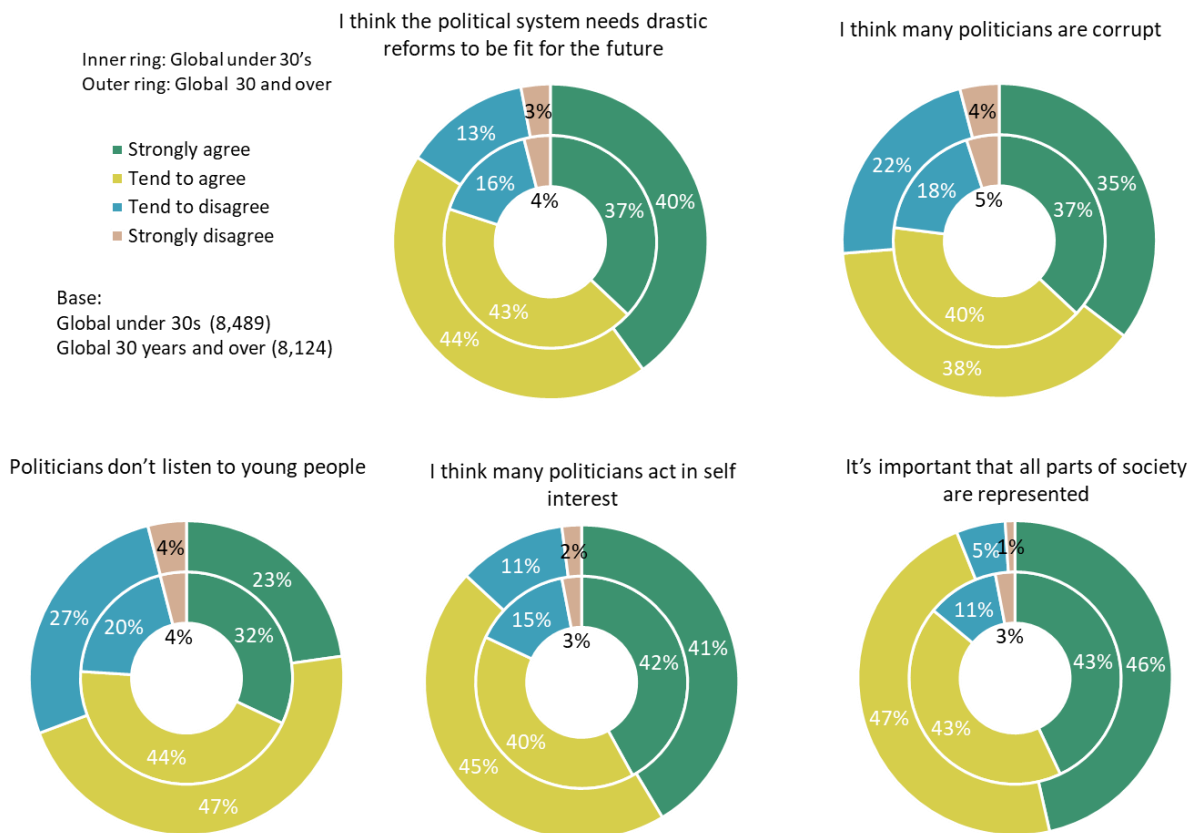 Inner ring: Global under 30's
Outer ring: Global 30 and over
Strongly agree
Tend to agree
Tend to disagree
Strongly disagree
Base:
Global under 30s (8,489)
Global 30 years and over (8,124)
I think the political system needs drastic
reforms to be fit for the future
3%
13%
16%
4%
37%
40%
43%
44%
I think many politicians are corrupt
4%
22%
18%
5%
37%
35%
40%
38%
Politicians don’t listen to young people
4%
23%
27%
20%
4%
32%
44%
47%
I think many politicians act in self
interest
2%
11%
15%
3%
42%
41%
40%
45%
It’s important that all parts of society
are represented
5%
1%
11%
3%
43%
46%
47%
43%